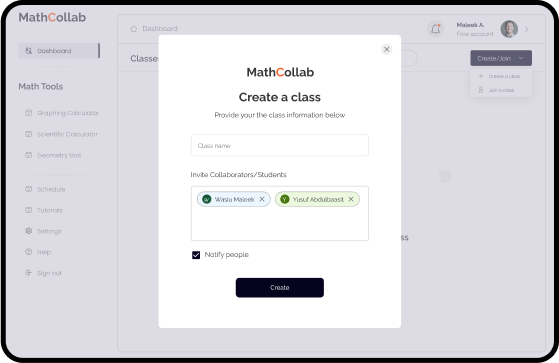 MathCollab
Dashboard
Math Tools
Graphing Calculator
Scientific Calculator
Geometry tool
Schedule
Tutorials
Settings
Help
Sign out
Dashboard
Maleek A.
Free account
Classe
Create/Join
Create a class
Join a class
ss
MathCollab
Create a class
Provide your the class information below
Class name
Invite Collaborators/Students
W Wasiu Maleek
Y Yusuf Abdulbaasit
Notify people
Create